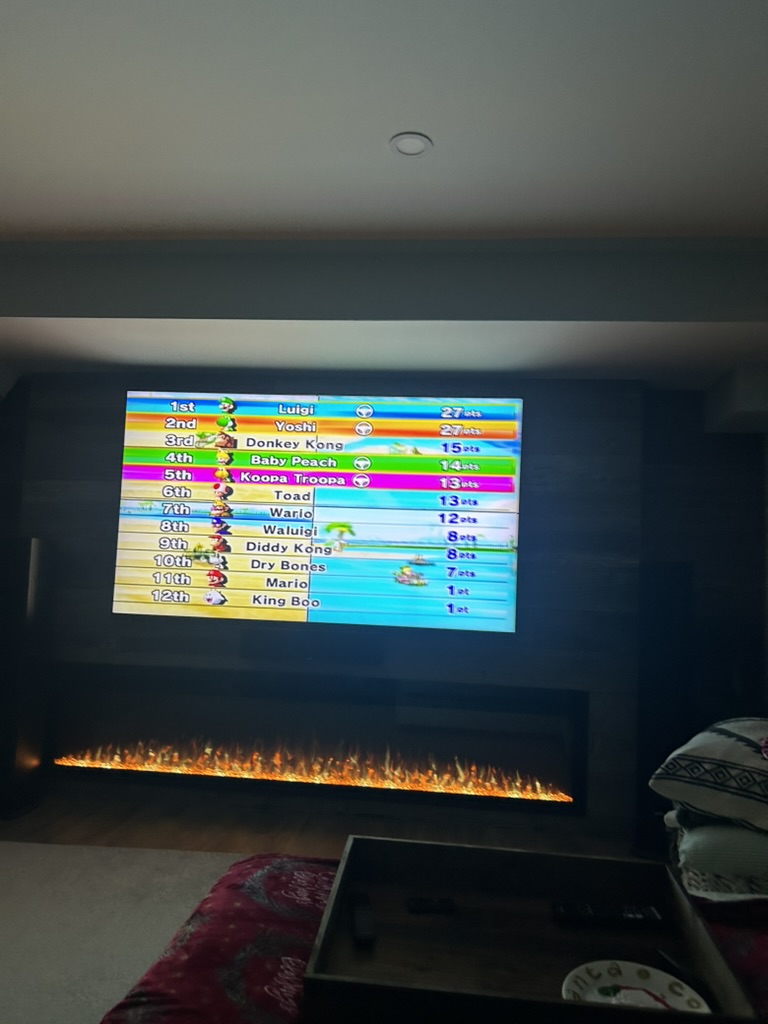 1st Luigi 27pts
2nd Yoshi 27pts
3rd Donkey Kong 15pts
4th Baby Peach 14pts
5th Koopa Troopa 13pts
6th Toad 13pts
7th Wario 12pts
8th Waluigi 8pts
9th Diddy Kong 8pts
10th Dry Bones 7pts
11th Mario 1pt
12th King Boo 1pt